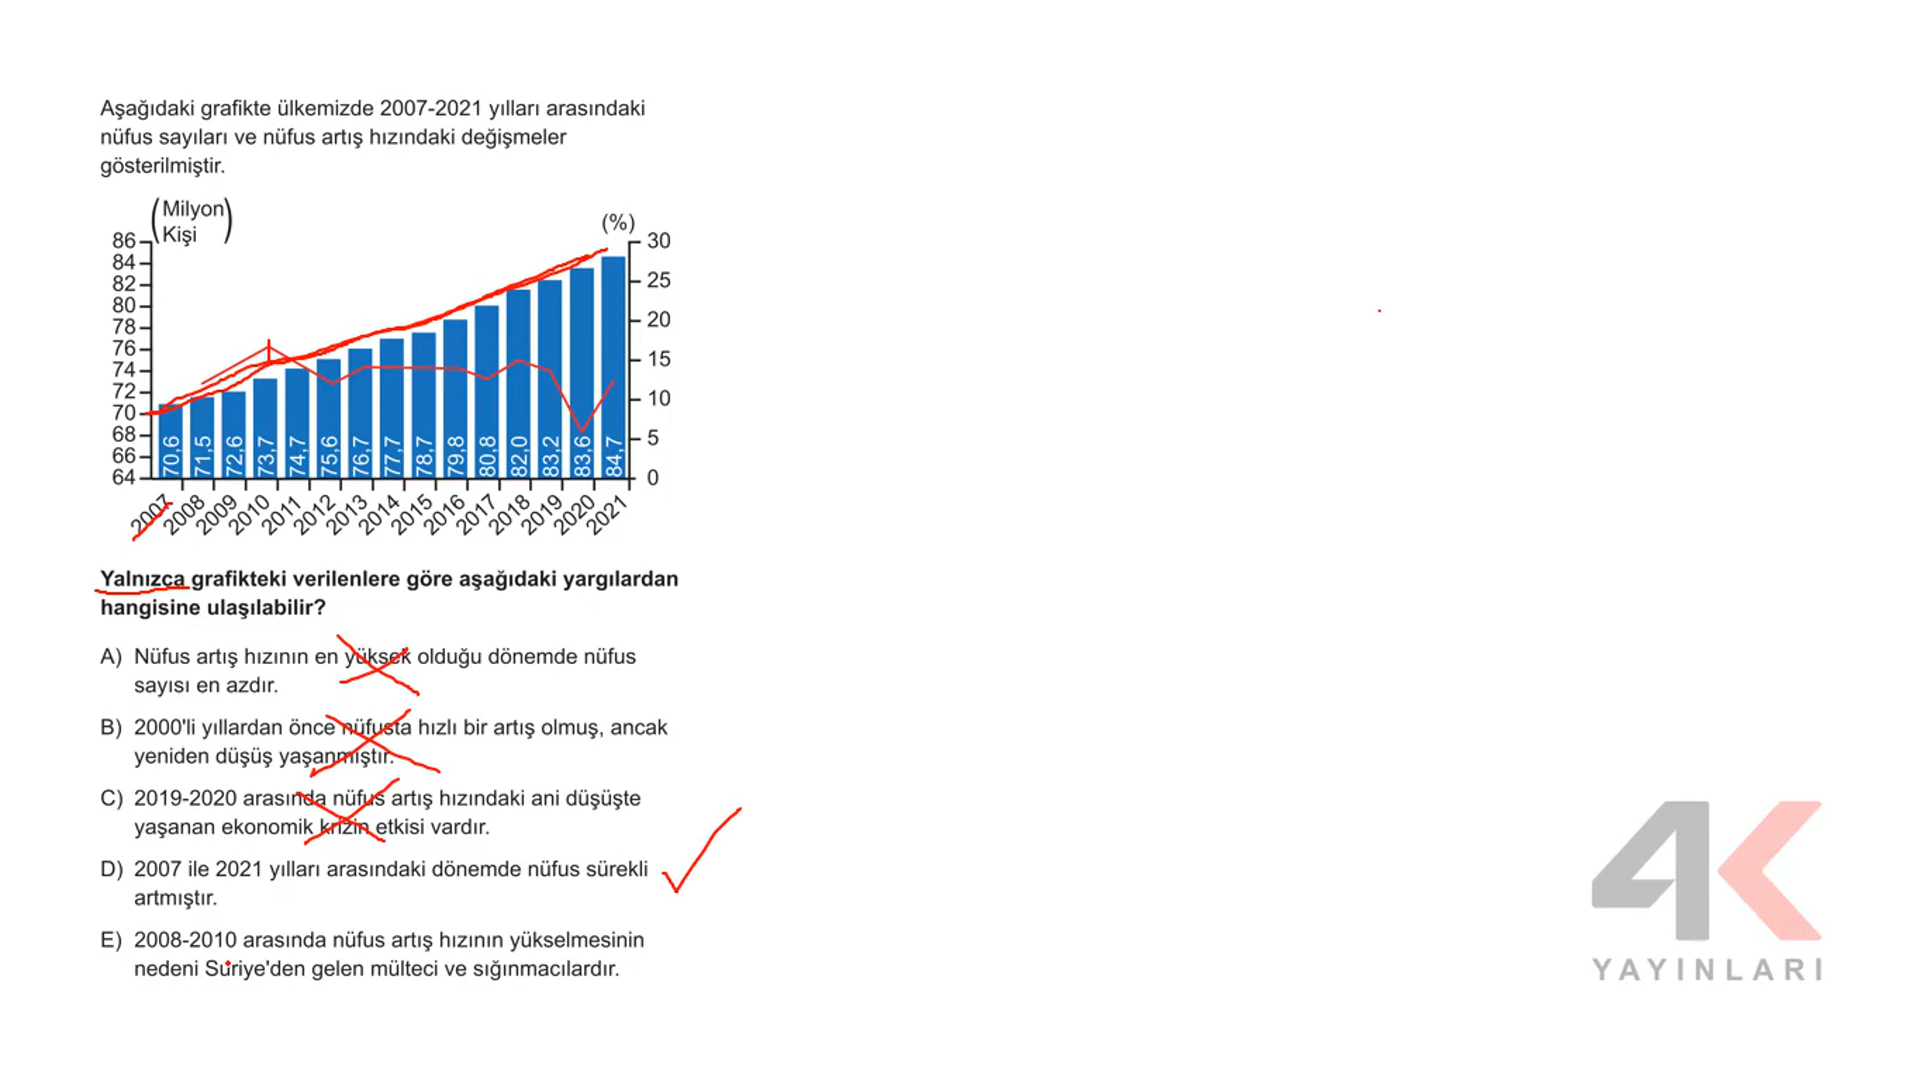 Aşağıdaki grafikte ülkemizde 2007-2021 yılları arasındaki
nüfus sayıları ve nüfus artış hızındaki değişmeler
gösterilmiştir.
(Milyon
Kişi)
(%)
86
84
82
80
78
76
74
72
70
68
66
64
30
25
20
15
10
5
0
70,6
71,5
72,6
73,7
74,7
75,6
76,7
77,7
78,7
79,8
80,8
82,0
83,2
83,6
84,7
2007
2008
2009
2010
2011
2012
2013
2014
2015
2016
2017
2018
2019
2020
2021
Yalnızca grafikteki verilenlere göre aşağıdaki yargılardan
hangisine ulaşılabilir?
A) Nüfus artış hızının en yüksek olduğu dönemde nüfus
sayısı en azdır.
B) 2000'li yıllardan önce nüfusta hızlı bir artış olmuş, ancak
yeniden düşüş yaşanmıştır.
C) 2019-2020 arasında nüfus artış hızındaki ani düşüşte
yaşanan ekonomik krizin etkisi vardır.
D) 2007 ile 2021 yılları arasındaki dönemde nüfus sürekli
artmıştır.
E) 2008-2010 arasında nüfus artış hızının yükselmesinin
nedeni Suriye'den gelen mülteci ve sığınmacılardır.
4K
YAYINLARI